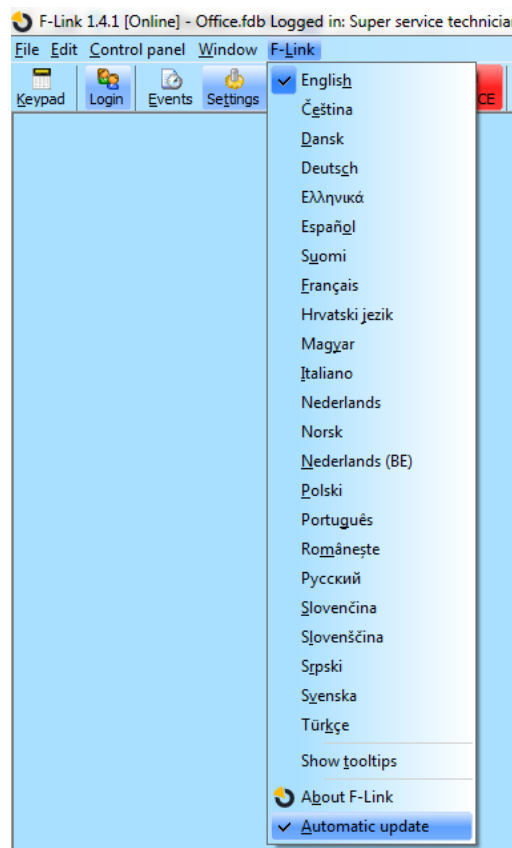 F-Link 1.4.1 [Online] - Office.fdb Logged in: Super service technician
File Edit Control panel Window F-Link
Keypad Login Events Settings
English
Čeština
Dansk
Deutsch
Ελληνικά
Español
Suomi
Français
Hrvatski jezik
Magyar
Italiano
Nederlands
Norsk
Nederlands (BE)
Polski
Português
Românește
Русский
Slovenčina
Slovenščina
Srpski
Svenska
Türkçe
Show tooltips
About F-Link
Automatic update